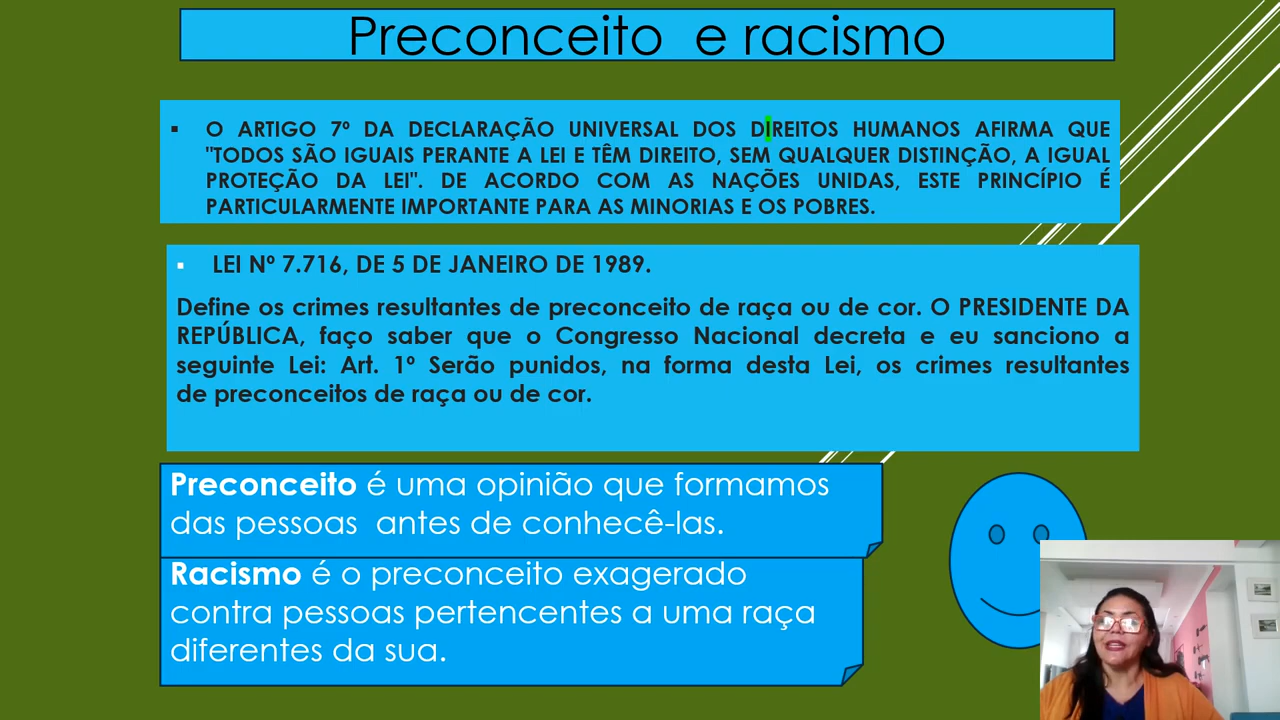 Preconceito e racismo
▪ O ARTIGO 7º DA DECLARAÇÃO UNIVERSAL DOS DIREITOS HUMANOS AFIRMA QUE
"TODOS SÃO IGUAIS PERANTE A LEI E TÊM DIREITO, SEM QUALQUER DISTINÇÃO, A IGUAL
PROTEÇÃO DA LEI". DE ACORDO COM AS NAÇÕES UNIDAS, ESTE PRINCÍPIO É
PARTICULARMENTE IMPORTANTE PARA AS MINORIAS E OS POBRES.
▪ LEI Nº 7.716, DE 5 DE JANEIRO DE 1989.
Define os crimes resultantes de preconceito de raça ou de cor. O PRESIDENTE DA
REPÚBLICA, faço saber que o Congresso Nacional decreta e eu sanciono a
seguinte Lei: Art. 1º Serão punidos, na forma desta Lei, os crimes resultantes
de preconceitos de raça ou de cor.
Preconceito é uma opinião que formamos
das pessoas antes de conhecê-las.
Racismo é o preconceito exagerado
contra pessoas pertencentes a uma raça
diferentes da sua.